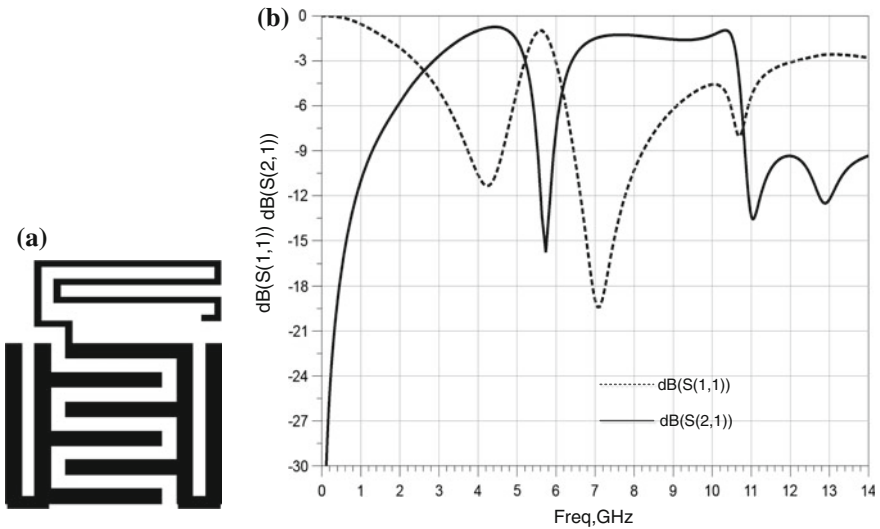 (b)
0
-3
-6
-9
-12
-15
-18
-21
-24
-27
-30
dB(S(1,1)) dB(S(2,1))
dB(S(1,1))
dB(S(2,1))
0 1 2 3 4 5 6 7 8 9 10 11 12 13 14
Freq,GHz
(a)